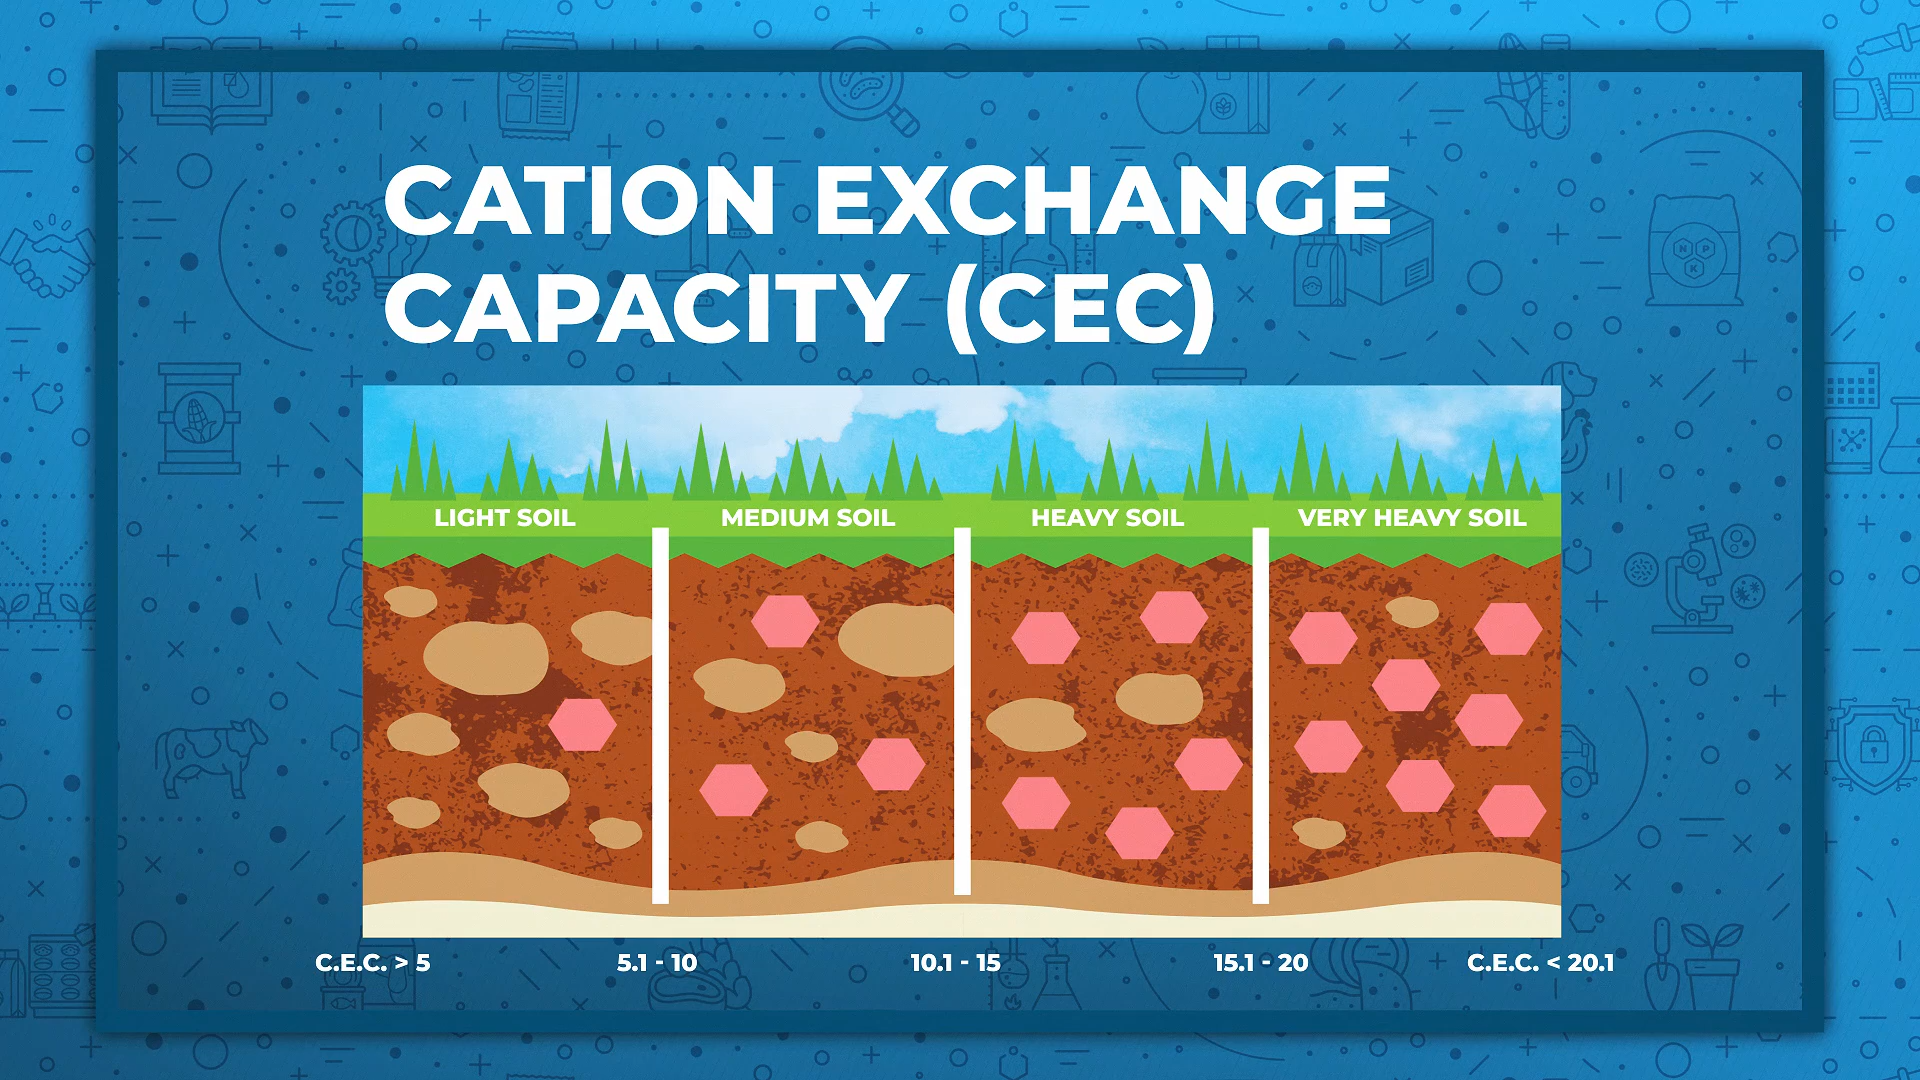 CATION EXCHANGE
CAPACITY (CEC)
LIGHT SOIL
MEDIUM SOIL
HEAVY SOIL
VERY HEAVY SOIL
C.E.C. > 5
5.1 - 10
10.1 - 15
15.1 - 20
C.E.C. < 20.1
N
P
K